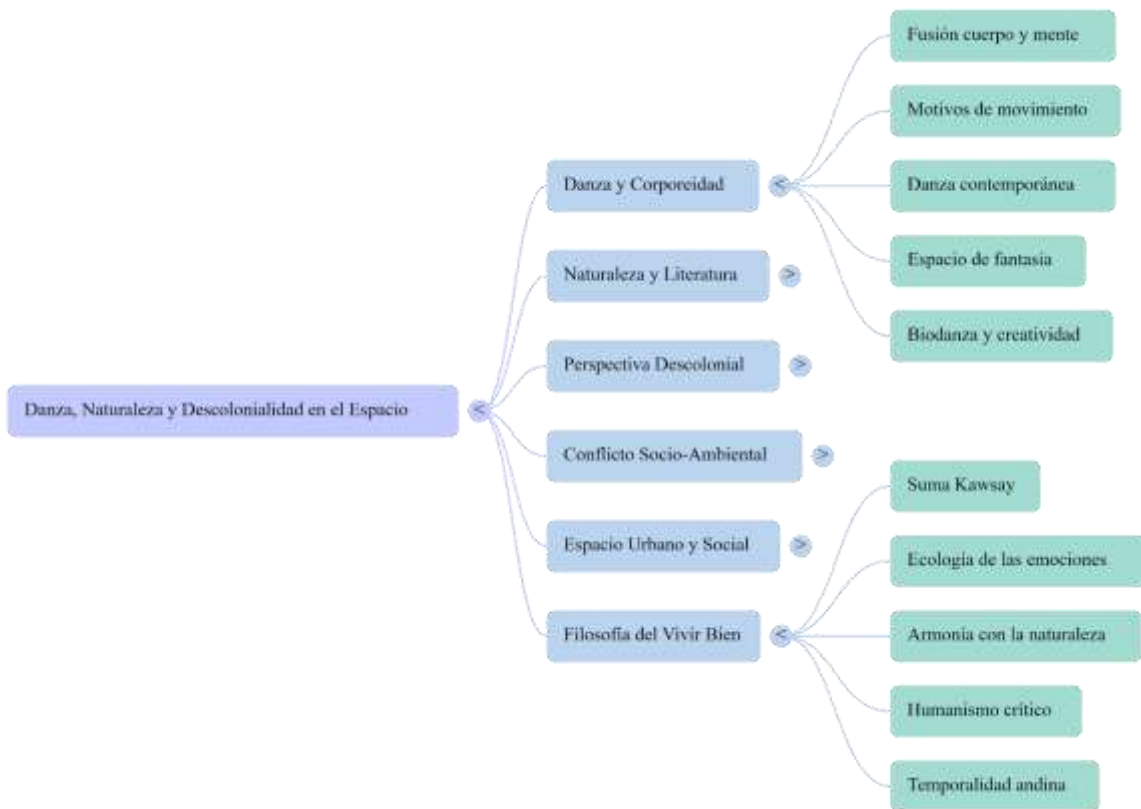 Danza, Naturaleza y Descolonialidad en el Espacio
<
Danza y Corporeidad
<
Fusión cuerpo y mente
Motivos de movimiento
Danza contemporánea
Espacio de fantasía
Biodanza y creatividad
Naturaleza y Literatura
>
Perspectiva Descolonial
>
Conflicto Socio-Ambiental
>
Espacio Urbano y Social
>
Filosofía del Vivir Bien
<
Suma Kawsay
Ecología de las emociones
Armonía con la naturaleza
Humanismo crítico
Temporalidad andina